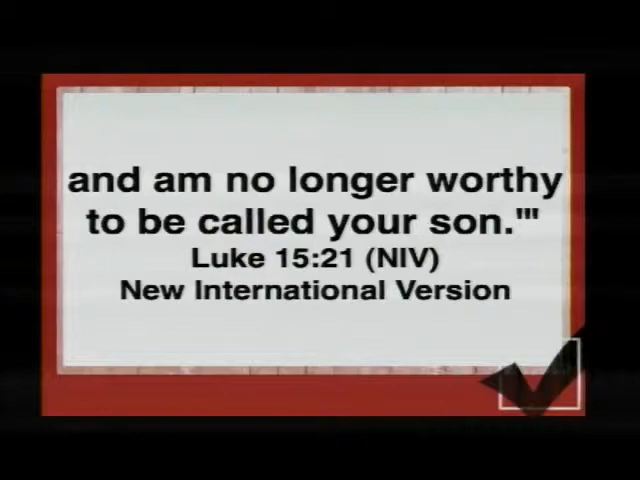 and am no longer worthy
to be called your son.'"
Luke 15:21 (NIV)
New International Version